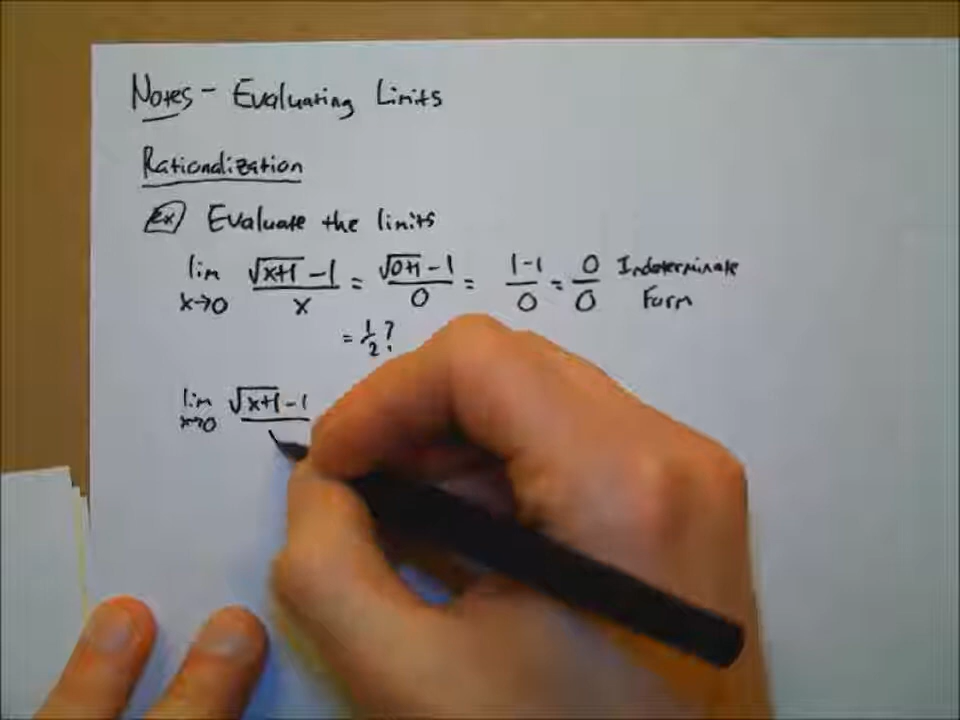 Notes - Evaluating Limits
Rationalization
Ex Evaluate the limits
lim x→0 (√(x+1) - 1)/x = (√(0+1) - 1)/0 = (1-1)/0 = 0/0 Indeterminate Form
= 1/2?
lim x→0 √(x+1) - 1